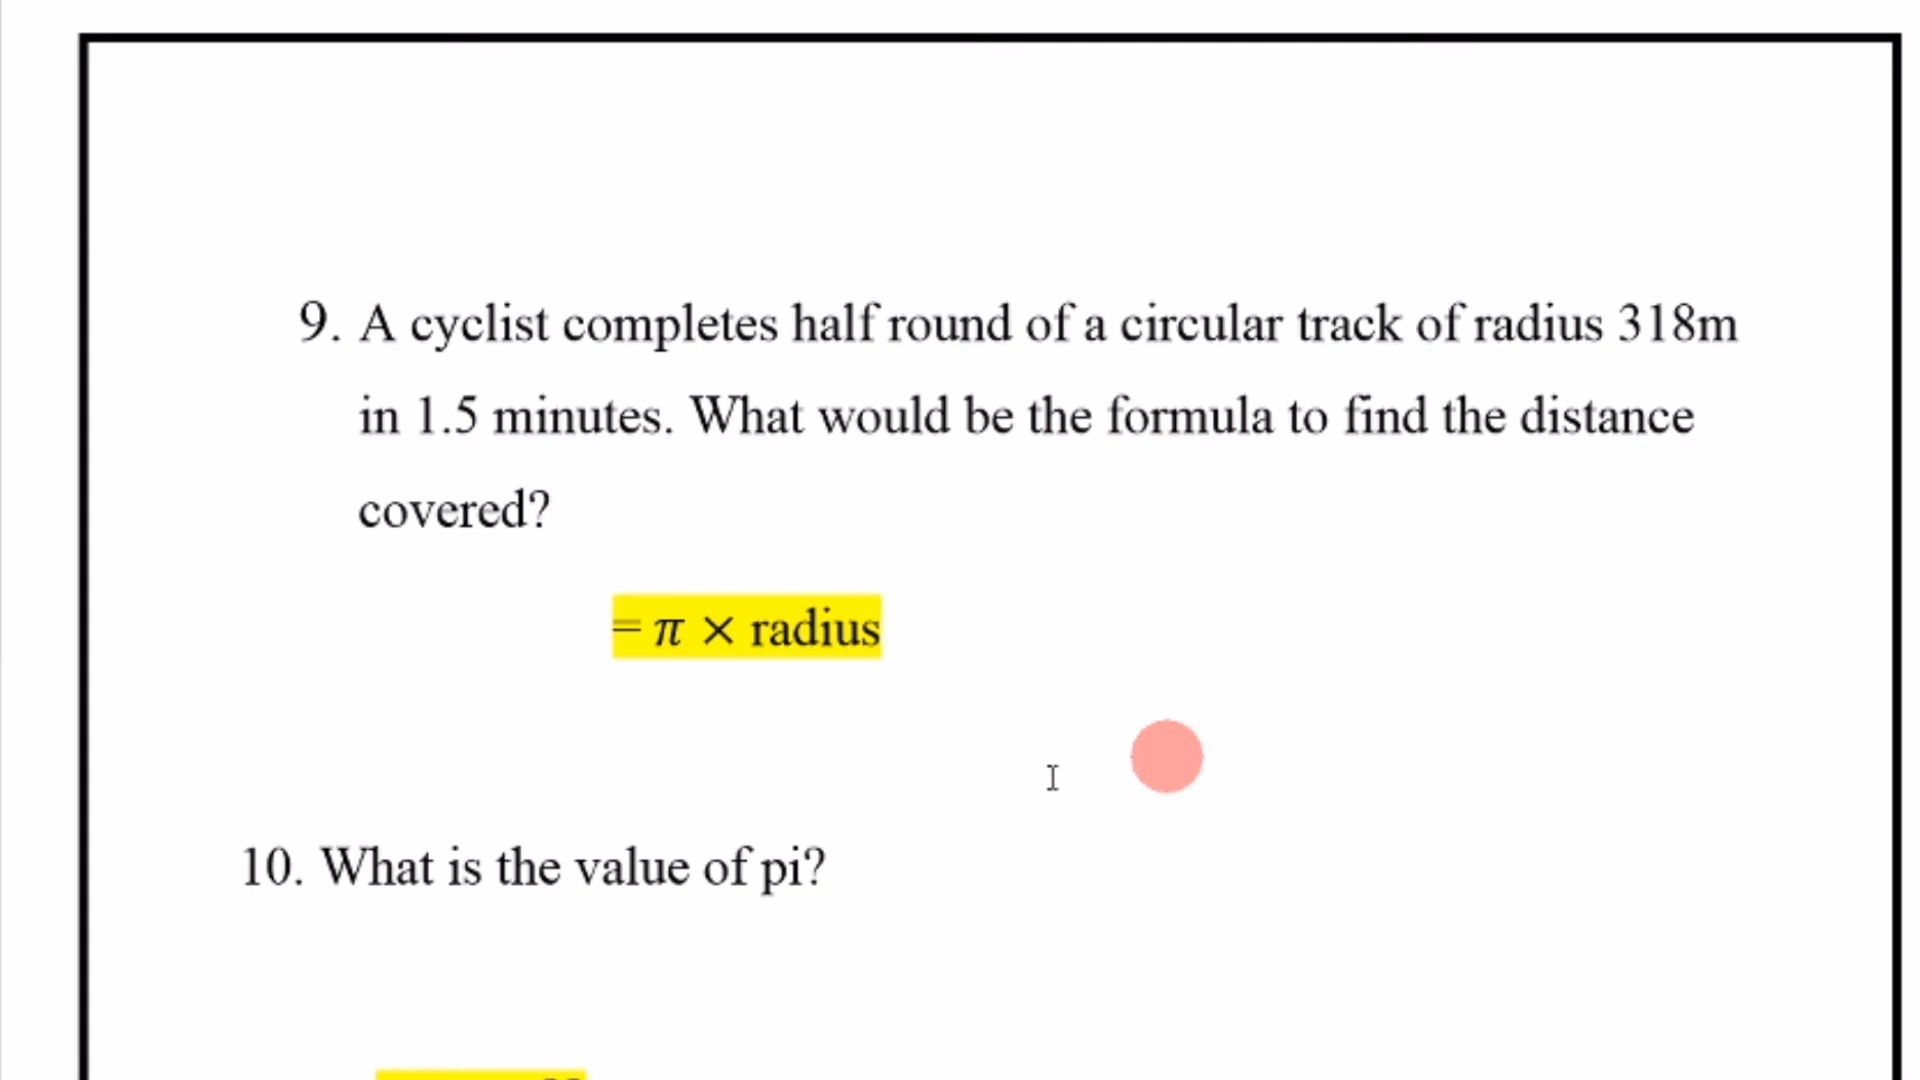 9. A cyclist completes half round of a circular track of radius 318m
in 1.5 minutes. What would be the formula to find the distance
covered?
= π × radius
10. What is the value of pi?